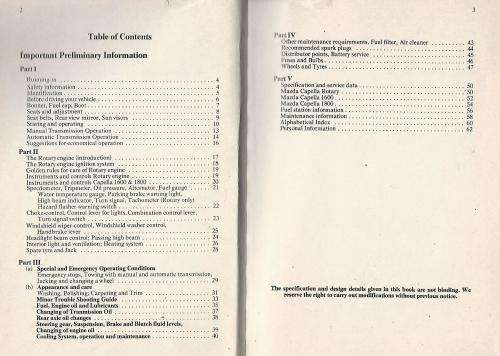 2
Table of Contents
Important Preliminary Information
Part I
Running-in 4
Safety information 4
Identification 5
Before driving your vehicle 6
Bonnet, Fuel cap, Boot 7
Seats and adjustment 8
Seat belts, Rear view mirror, Sun visors 9
Starting and operating 10
Manual Transmission Operation 13
Automatic Transmission Operation 14
Suggestions for economical operation 16
Part II
The Rotary engine (introduction) 17
The Rotary engine ignition system 18
Golden rules for care of Rotary engine 19
Instruments and controls Rotary engine 19
Instruments and controls Capella 1600 & 1800 20
Speedometer, Tripmeter, Oil pressure, Alternator, Fuel gauge 21
Water temperature gauge, Parking brake warning light,
High beam indicator, Turn signal, Tachometer (Rotary only)
Hazard flasher warning switch 22
Choke-control, Control lever for lights, Combination control lever,
Turn signal switch 23
Windshield wiper-control, Windshield washer control,
Handbrake lever 25
Headlight beam control; Passing high beam 24
Interior light and ventilation; Heating system 26
Spare tyre and Jack 28
Part III
(a) Special and Emergency Operating Conditions
Emergency stops, Towing with manual and automatic transmission,
Jacking and changing a wheel 29
(b) Appearance and care
Washing, Polishing, Carpeting and Trim 31
Minor Trouble Shooting Guide 33
Fuel, Engine oil and Lubricants 35
Changing of Transmission Oil 37
Rear axle oil changes 38
Steering gear, Suspension, Brake and Blutch fluid levels,
Changing of engine oil 39
Cooling System, operation and maintenance 40
3
Part IV
Other maintenance requirements, Fuel filter, Air cleaner 43
Recommended spark plugs 44
Distributor points, Battery service 45
Fuses and Bulbs 46
Wheels and Tyres 47
Part V
Specification and service data 50
Mazda Capella Rotary 50
Mazda Capella 1600 52
Mazda Capella 1800 54
Fuel station information 56
Maintenance information 58
Alphabetical Index 60
Personal Information 62
The specification and design details given in this book are not binding. We
reserve the right to carry out modifications without previous notice.